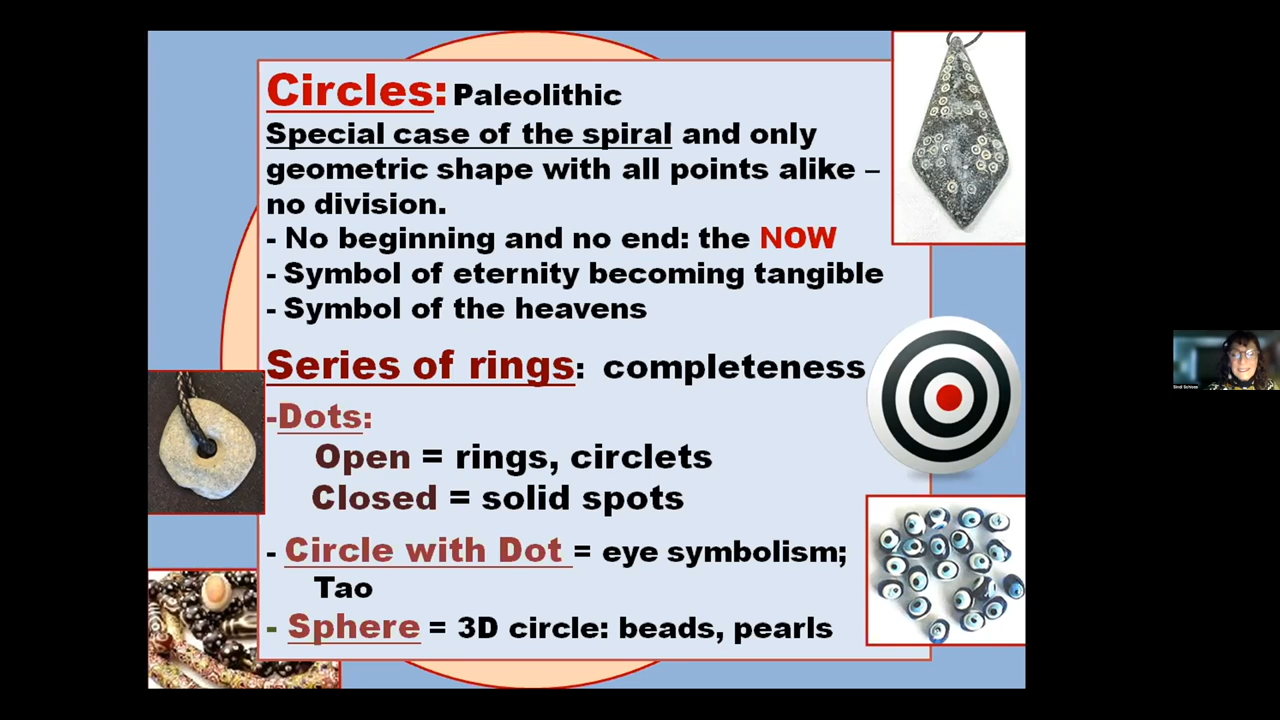 Circles: Paleolithic
Special case of the spiral and only
geometric shape with all points alike –
no division.
- No beginning and no end: the NOW
- Symbol of eternity becoming tangible
- Symbol of the heavens
Series of rings: completeness
-Dots:
Open = rings, circlets
Closed = solid spots
- Circle with Dot = eye symbolism;
Tao
- Sphere = 3D circle: beads, pearls